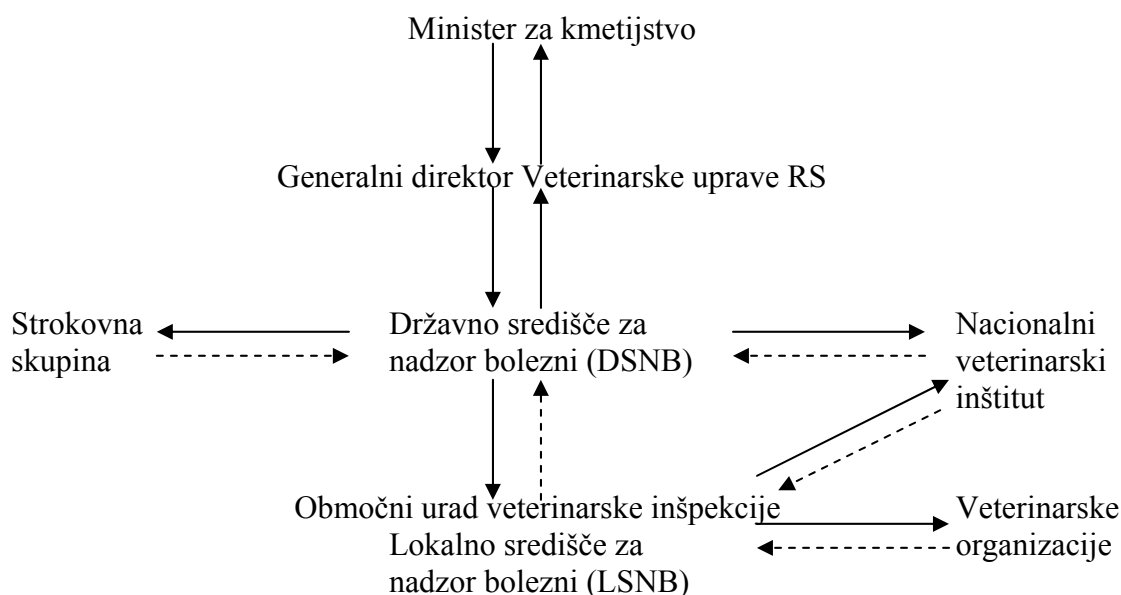 Minister za kmetijstvo
Generalni direktor Veterinarske uprave RS
Strokovna
skupina
Državno središče za
nadzor bolezni (DSNB)
Nacionalni
veterinarski
inštitut
Območni urad veterinarske inšpekcije
Lokalno središče za
nadzor bolezni (LSNB)
Veterinarske
organizacije